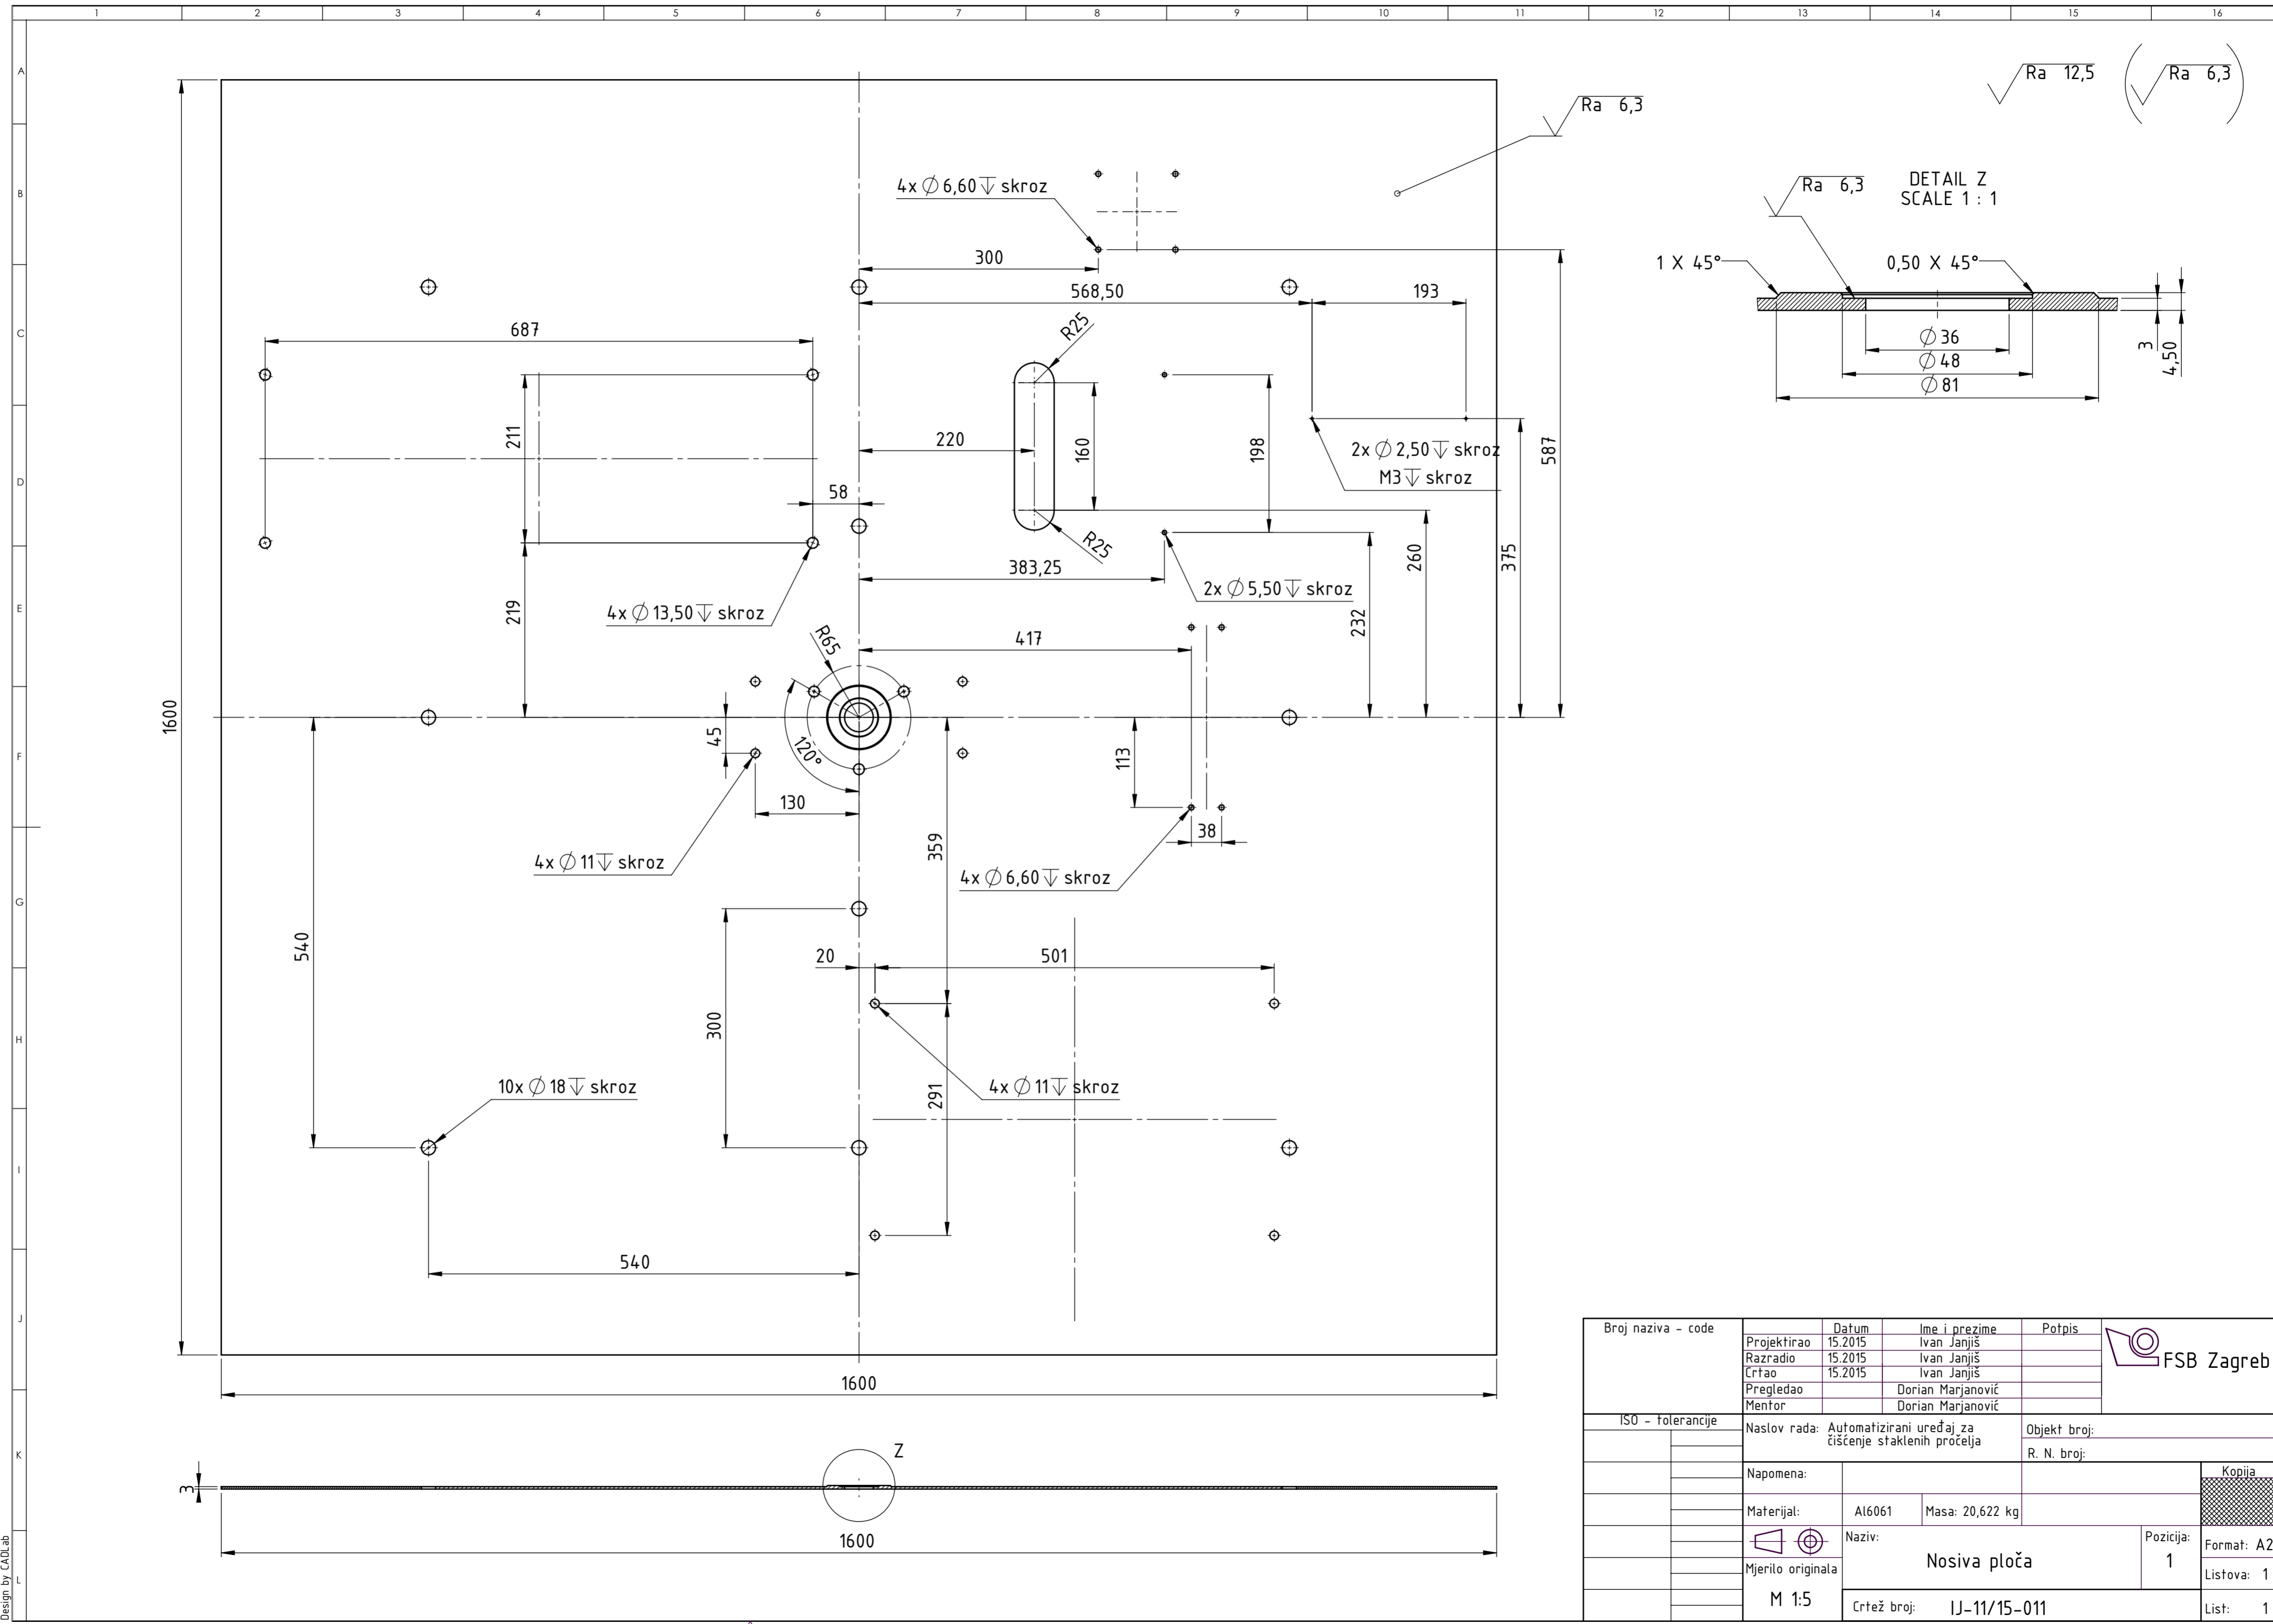 1 2 3 4 5 6 7 8 9 10 11 12 13 14 15 16
A
B
C
D
E
F
G
H
I
J
K
L
Ra 12,5
Ra 6,3
Ra 6,3
4x ∅ 6,60 ↧ skroz
300
568,50
193
687
R25
211
220
160
198
58
2x ∅ 2,50 ↧ skroz
M3 ↧ skroz
587
R25
383,25
260
375
219
4x ∅ 13,50 ↧ skroz
2x ∅ 5,50 ↧ skroz
232
R65
417
1600
45
120°
113
130
38
359
4x ∅ 11 ↧ skroz
4x ∅ 6,60 ↧ skroz
540
20
501
300
10x ∅ 18 ↧ skroz
4x ∅ 11 ↧ skroz
291
540
1600
Z
3
1600
DETAIL Z
SCALE 1 : 1
Ra 6,3
1 X 45°
0,50 X 45°
∅ 36
∅ 48
∅ 81
3
4,50
Broj naziva - code
Datum Ime i prezime Potpis
Projektirao 15.2015 Ivan Janjiš
Razradio 15.2015 Ivan Janjiš
Crtao 15.2015 Ivan Janjiš
Pregledao Dorian Marjanović
Mentor Dorian Marjanović
FSB Zagreb
ISO - tolerancije
Naslov rada: Automatizirani uređaj za
čišćenje staklenih pročelja
Objekt broj:
R. N. broj:
Napomena:
Kopija
Materijal: Al6061 Masa: 20,622 kg
Naziv:
Nosiva ploča
Pozicija:
1
Format: A2
Mjerilo originala
M 1:5
Listova: 1
Crtež broj: IJ-11/15-011
List: 1
Design by CADLab